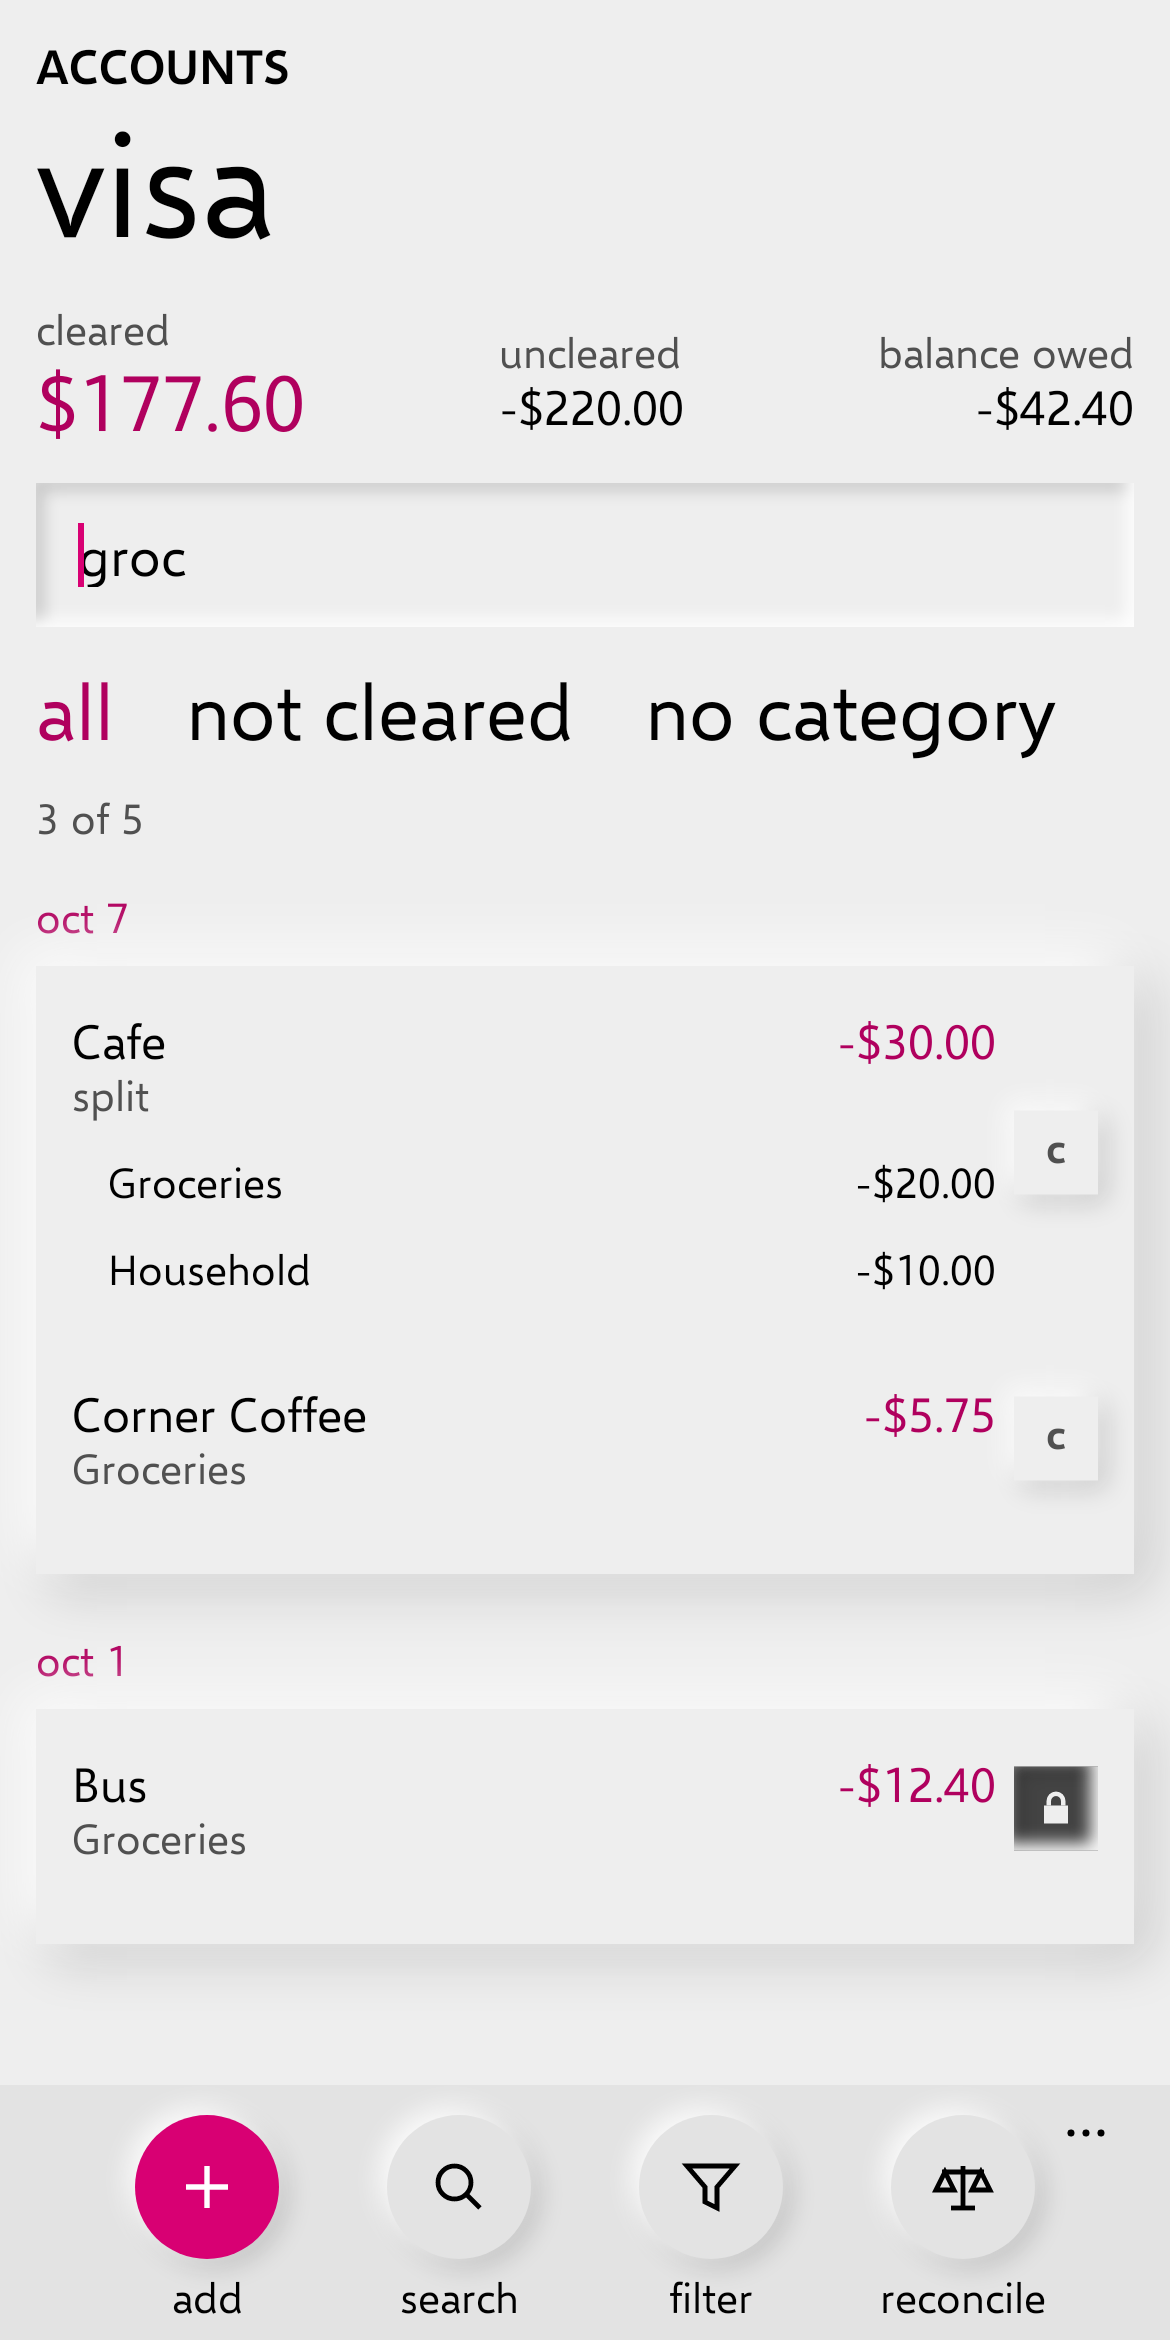 ACCOUNTS
visa
cleared
$177.60
uncleared
-$220.00
balance owed
-$42.40
groc
all not cleared no category
3 of 5
oct 7
Cafe -$30.00
split
c
Groceries -$20.00
Household -$10.00
Corner Coffee -$5.75
c
Groceries
oct 1
Bus -$12.40
Groceries
add search filter reconcile